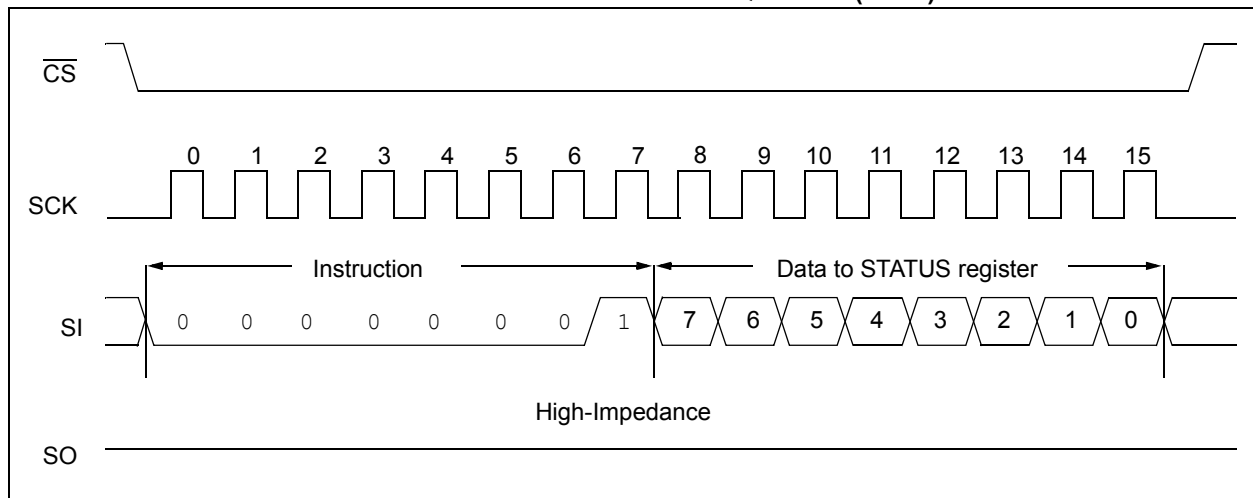 CS
0 1 2 3 4 5 6 7 8 9 10 11 12 13 14 15
SCK
Instruction Data to STATUS register
SI 0 0 0 0 0 0 0 1 7 6 5 4 3 2 1 0
High-Impedance
SO